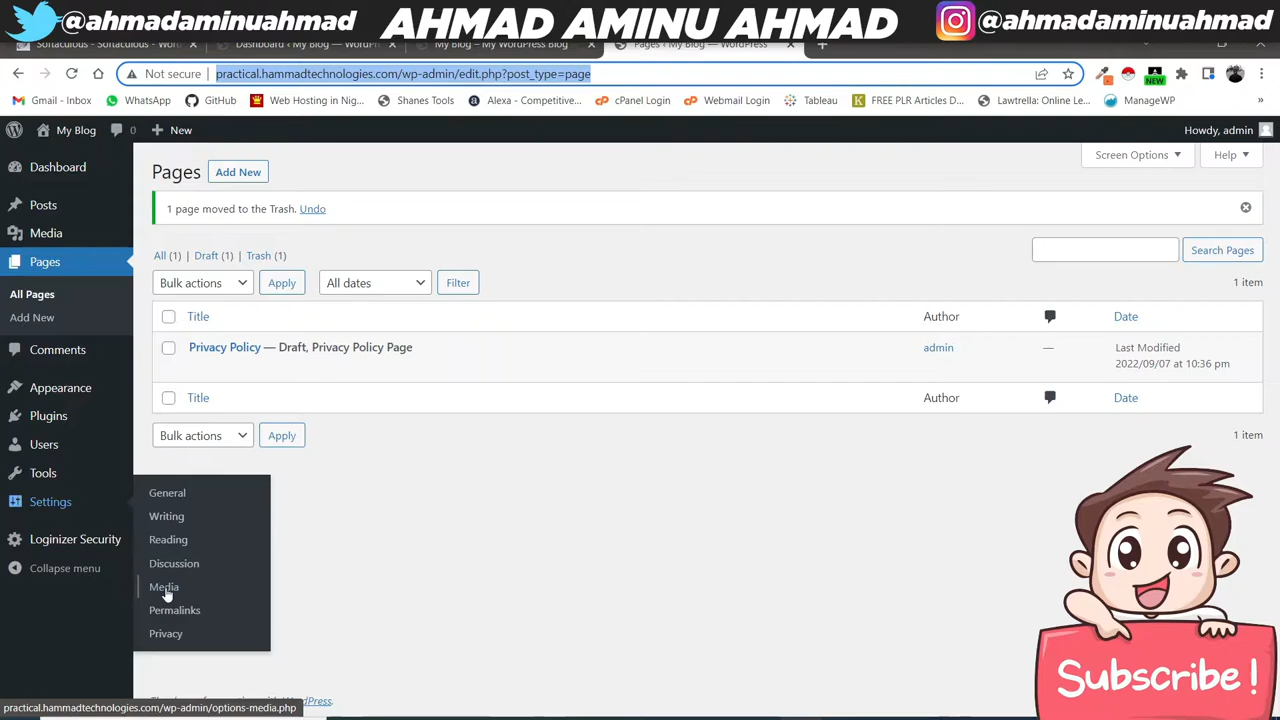 @ahmadaminuahmad AHMAD AMINU AHMAD @ahmadaminuahmad
Softaculous - Softaculous - Wor
Dashboard ‹ My Blog — WordPr
My Blog – My WordPress Blog
Pages ‹ My Blog — WordPress
Not secure practical.hammadtechnologies.com/wp-admin/edit.php?post_type=page
NEW
Gmail - Inbox WhatsApp GitHub Web Hosting in Nig... Shanes Tools Alexa - Competitive... cPanel Login Webmail Login Tableau FREE PLR Articles D... Lawtrella: Online Le... ManageWP »
My Blog 0 + New Howdy, admin
Dashboard
Posts
Media
Pages
All Pages
Add New
Comments
Appearance
Plugins
Users
Tools
Settings
Loginizer Security
Collapse menu
Pages Add New
Screen Options Help
1 page moved to the Trash. Undo
All (1) | Draft (1) | Trash (1)
Search Pages
Bulk actions Apply All dates Filter 1 item
Title Author Date
Privacy Policy — Draft, Privacy Policy Page admin — Last Modified
2022/09/07 at 10:36 pm
Title Author Date
Bulk actions Apply 1 item
General
Writing
Reading
Discussion
Media
Permalinks
Privacy
WordPress.
practical.hammadtechnologies.com/wp-admin/options-media.php
Subscribe!